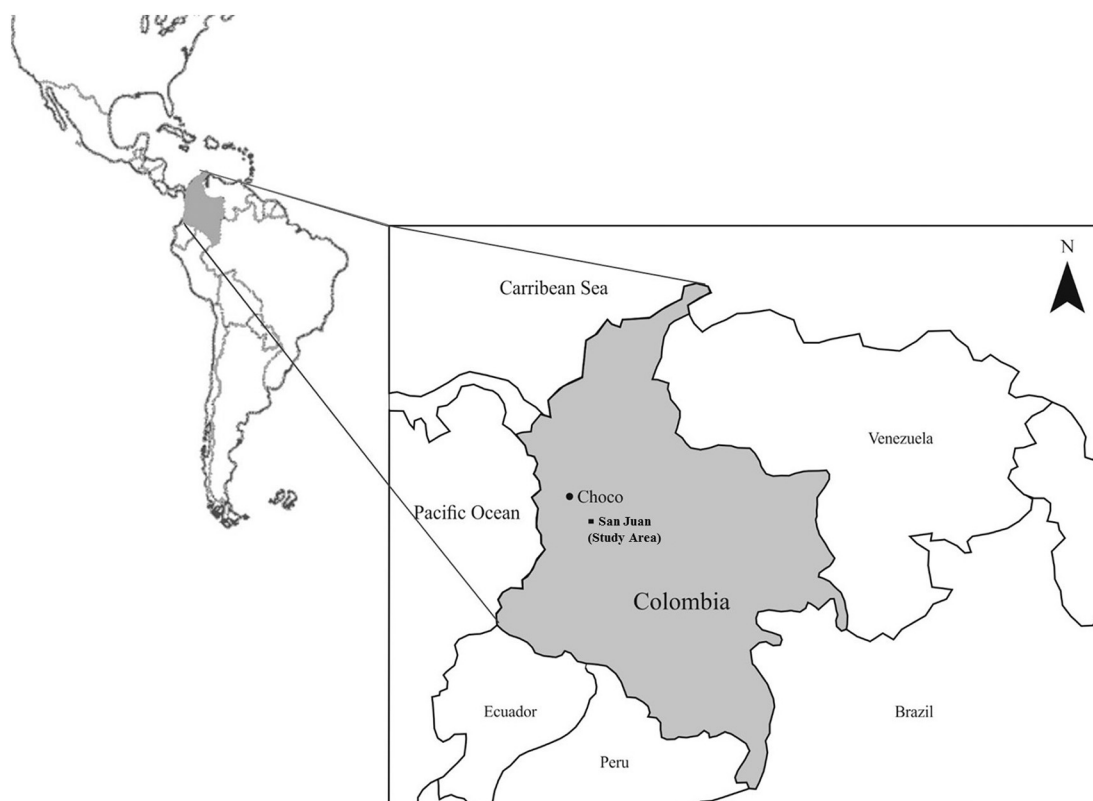 N
Carribean Sea
Venezuela
Choco
Pacific Ocean
San Juan
(Study Area)
Colombia
Ecuador
Brazil
Peru